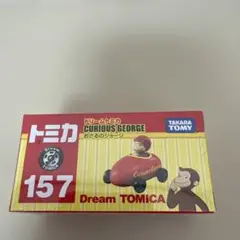 ドリームトミカ
CURIOUS GEORGE
おさるのジョージ
TAKARA
TOMY
トミカ
157
Dream TOMiCA